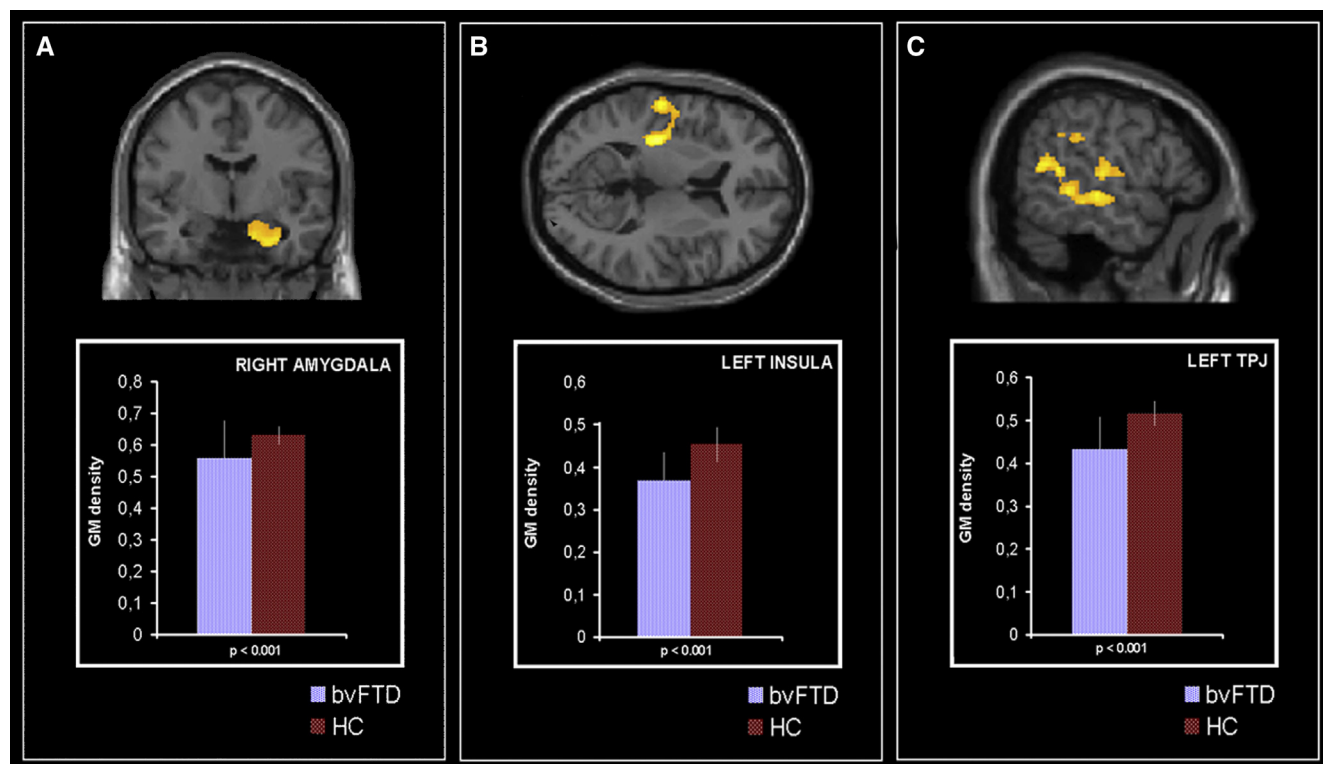 A
B
C
RIGHT AMYGDALA
0,8
0,7
0,6
0,5
0,4
0,3
0,2
0,1
0
GM density
p < 0.001
bvFTD
HC
LEFT INSULA
0,6
0,5
0,4
0,3
0,2
0,1
0
GM density
p < 0.001
bvFTD
HC
LEFT TPJ
0,6
0,5
0,4
0,3
0,2
0,1
0
GM density
p < 0.001
bvFTD
HC